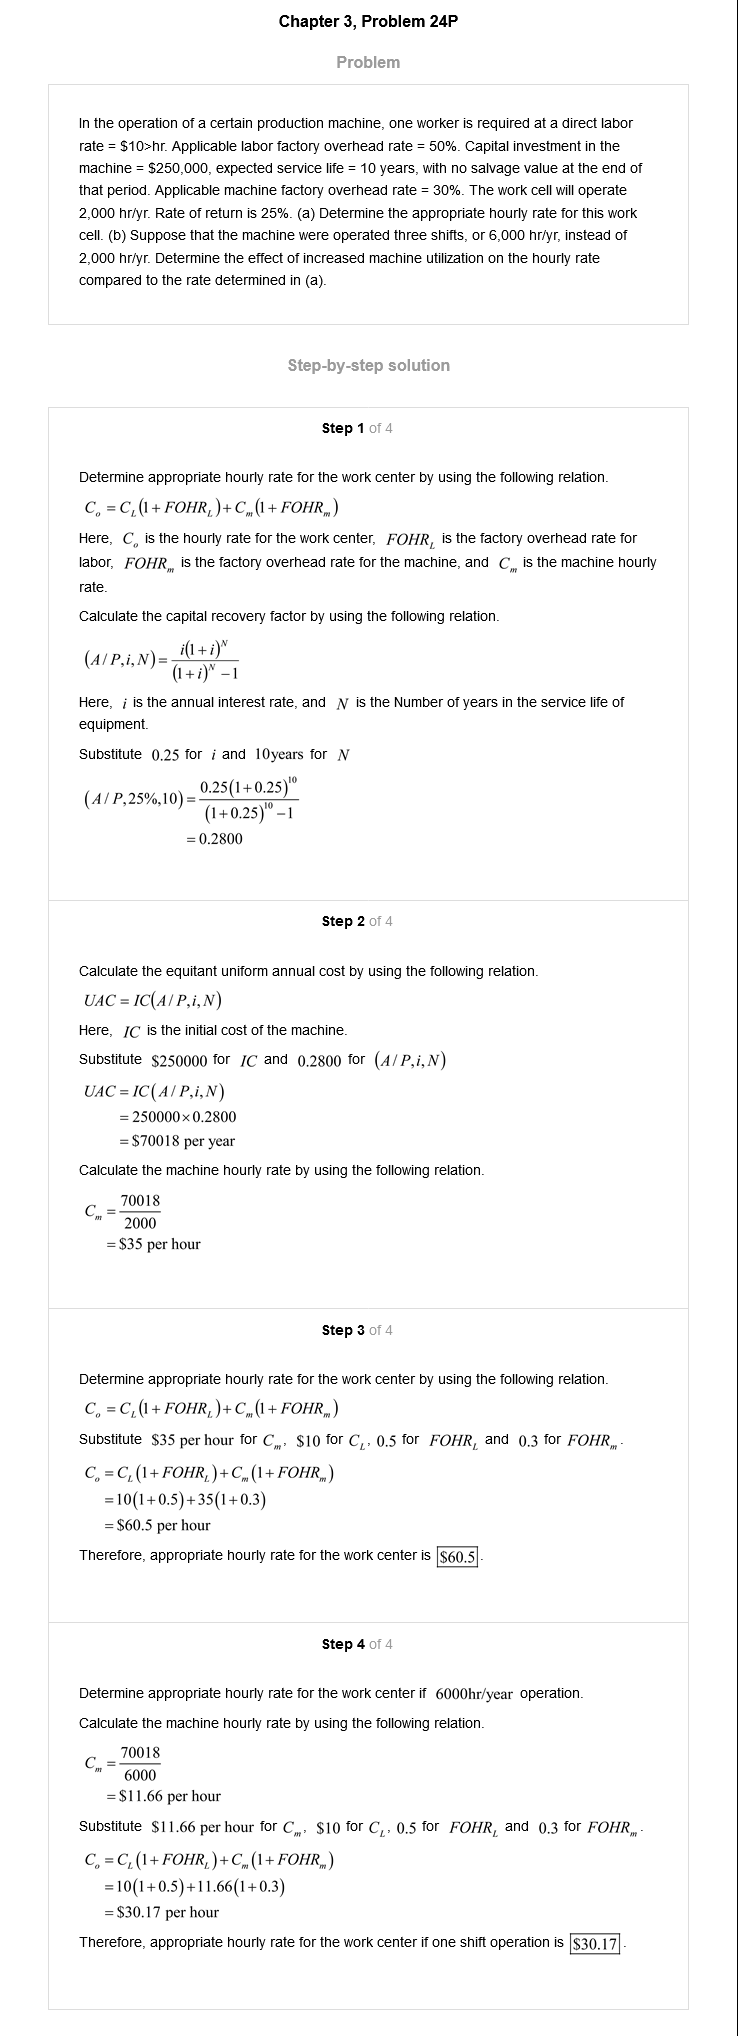 Chapter 3, Problem 24P
Problem
In the operation of a certain production machine, one worker is required at a direct labor
rate = $10>hr. Applicable labor factory overhead rate = 50%. Capital investment in the
machine = $250,000, expected service life = 10 years, with no salvage value at the end of
that period. Applicable machine factory overhead rate = 30%. The work cell will operate
2,000 hr/yr. Rate of return is 25%. (a) Determine the appropriate hourly rate for this work
cell. (b) Suppose that the machine were operated three shifts, or 6,000 hr/yr, instead of
2,000 hr/yr. Determine the effect of increased machine utilization on the hourly rate
compared to the rate determined in (a).
Step-by-step solution
Step 1 of 4
Determine appropriate hourly rate for the work center by using the following relation.
C_o = C_L(1 + FOHR_L) + C_m(1 + FOHR_m)
Here, C_o is the hourly rate for the work center, FOHR_L is the factory overhead rate for
labor, FOHR_m is the factory overhead rate for the machine, and C_m is the machine hourly
rate.
Calculate the capital recovery factor by using the following relation.
(A/P,i,N) = i(1+i)^N / ((1+i)^N − 1)
Here, i is the annual interest rate, and N is the Number of years in the service life of
equipment.
Substitute 0.25 for i and 10years for N
(A/P,25%,10) = 0.25(1+0.25)^10 / ((1+0.25)^10 − 1)
= 0.2800
Step 2 of 4
Calculate the equitant uniform annual cost by using the following relation.
UAC = IC(A/P,i,N)
Here, IC is the initial cost of the machine.
Substitute $250000 for IC and 0.2800 for (A/P,i,N)
UAC = IC(A/P,i,N)
= 250000×0.2800
= $70018 per year
Calculate the machine hourly rate by using the following relation.
C_m = 70018 / 2000
= $35 per hour
Step 3 of 4
Determine appropriate hourly rate for the work center by using the following relation.
C_o = C_L(1 + FOHR_L) + C_m(1 + FOHR_m)
Substitute $35 per hour for C_m, $10 for C_L, 0.5 for FOHR_L and 0.3 for FOHR_m.
C_o = C_L(1 + FOHR_L) + C_m(1 + FOHR_m)
= 10(1+0.5)+35(1+0.3)
= $60.5 per hour
Therefore, appropriate hourly rate for the work center is $60.5.
Step 4 of 4
Determine appropriate hourly rate for the work center if 6000hr/year operation.
Calculate the machine hourly rate by using the following relation.
C_m = 70018 / 6000
= $11.66 per hour
Substitute $11.66 per hour for C_m, $10 for C_L, 0.5 for FOHR_L and 0.3 for FOHR_m.
C_o = C_L(1 + FOHR_L) + C_m(1 + FOHR_m)
= 10(1+0.5)+11.66(1+0.3)
= $30.17 per hour
Therefore, appropriate hourly rate for the work center if one shift operation is $30.17.